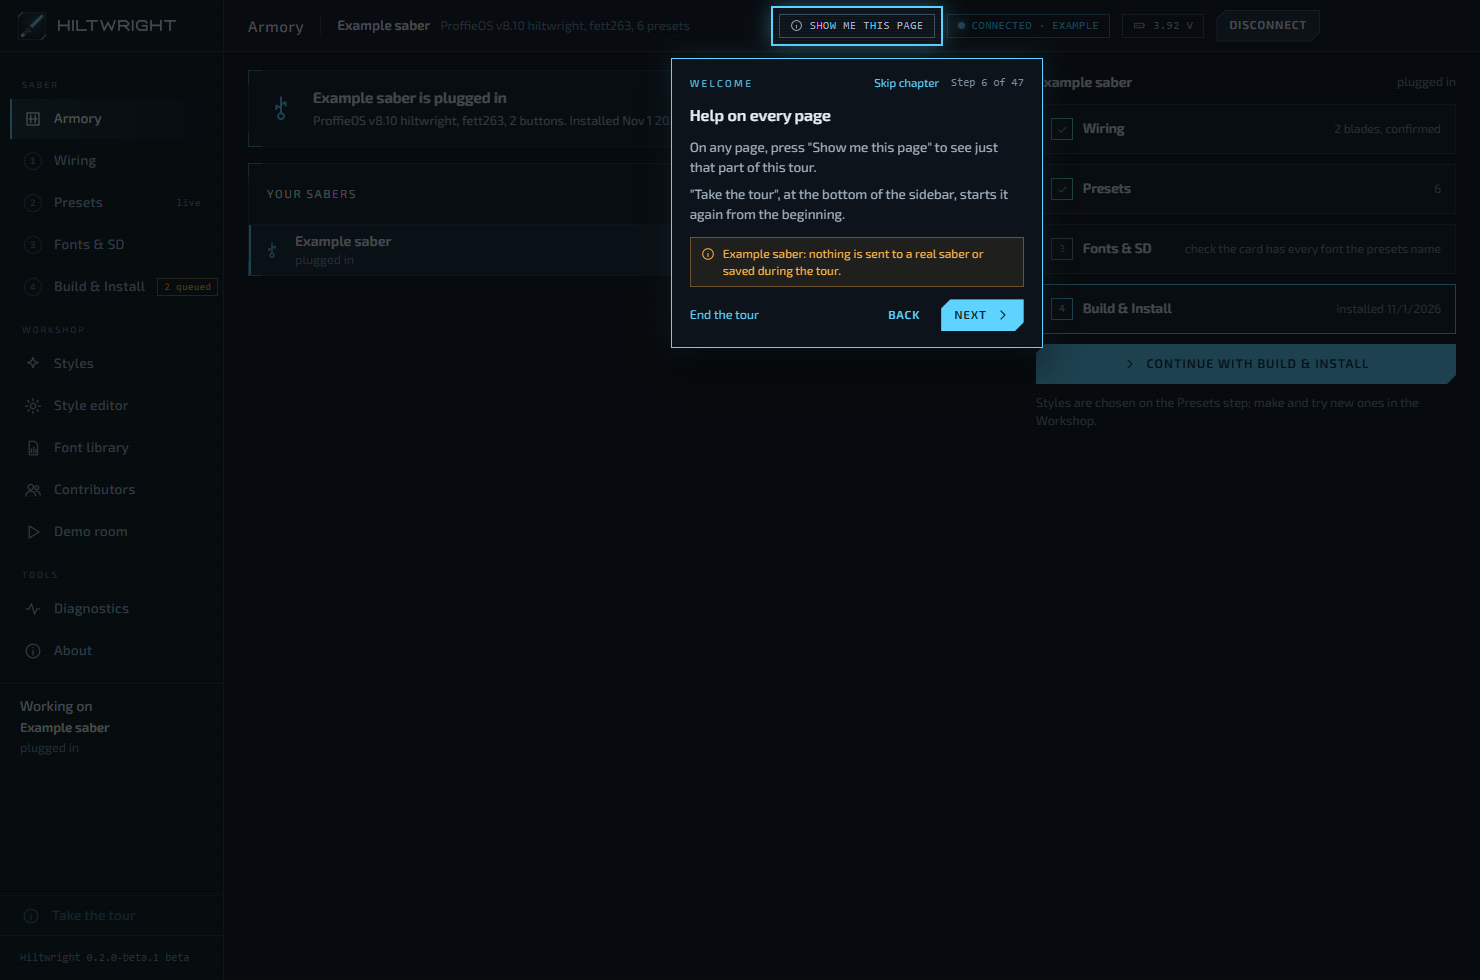 HILTWRIGHT
Armory
Example saber
ProffieOS v8.10 hiltwright, fett263, 6 presets
SHOW ME THIS PAGE
CONNECTED · EXAMPLE
3.92 V
DISCONNECT
SABER
Armory
1 Wiring
2 Presets live
3 Fonts & SD
4 Build & Install 2 queued
WORKSHOP
Styles
Style editor
Font library
Contributors
Demo room
TOOLS
Diagnostics
About
Working on
Example saber
plugged in
Take the tour
Hiltwright 0.2.0-beta.1 beta
Example saber is plugged in
ProffieOS v8.10 hiltwright, fett263, 2 buttons. Installed Nov 1 20
YOUR SABERS
Example saber
plugged in
WELCOME
Skip chapter
Step 6 of 47
Help on every page
On any page, press "Show me this page" to see just
that part of this tour.
"Take the tour", at the bottom of the sidebar, starts it
again from the beginning.
Example saber: nothing is sent to a real saber or
saved during the tour.
End the tour
BACK
NEXT
xample saber
plugged in
Wiring
2 blades, confirmed
Presets
6
3 Fonts & SD
check the card has every font the presets name
4 Build & Install
installed 11/1/2026
CONTINUE WITH BUILD & INSTALL
Styles are chosen on the Presets step; make and try new ones in the
Workshop.